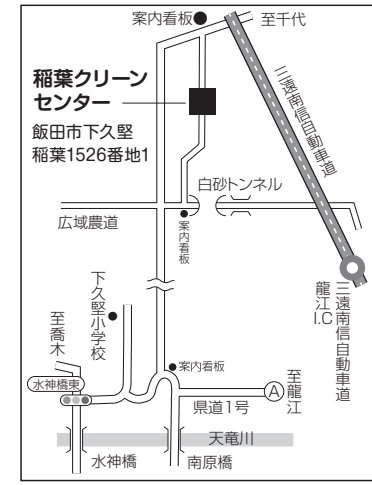 案内看板
至千代
稲葉クリーン
センター
飯田市下久堅
稲葉1526番地1
三遠南信自動車道
白砂トンネル
広域農道
案内看板
三遠南信自動車道
龍江I.C
下久堅小学校
至喬木
水神橋東
案内看板
至龍江
A
県道1号
天竜川
水神橋
南原橋